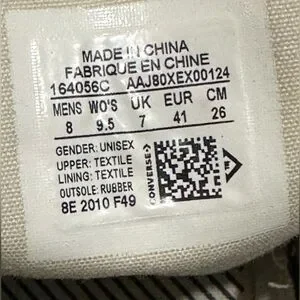 MADE IN CHINA
FABRIQUE EN CHINE
164056C AAJ80XEX00124
MENS WO'S UK EUR CM
8 9.5 7 41 26
GENDER: UNISEX
UPPER: TEXTILE
LINING: TEXTILE
OUTSOLE: RUBBER
8E 2010 F49
CONVERSE